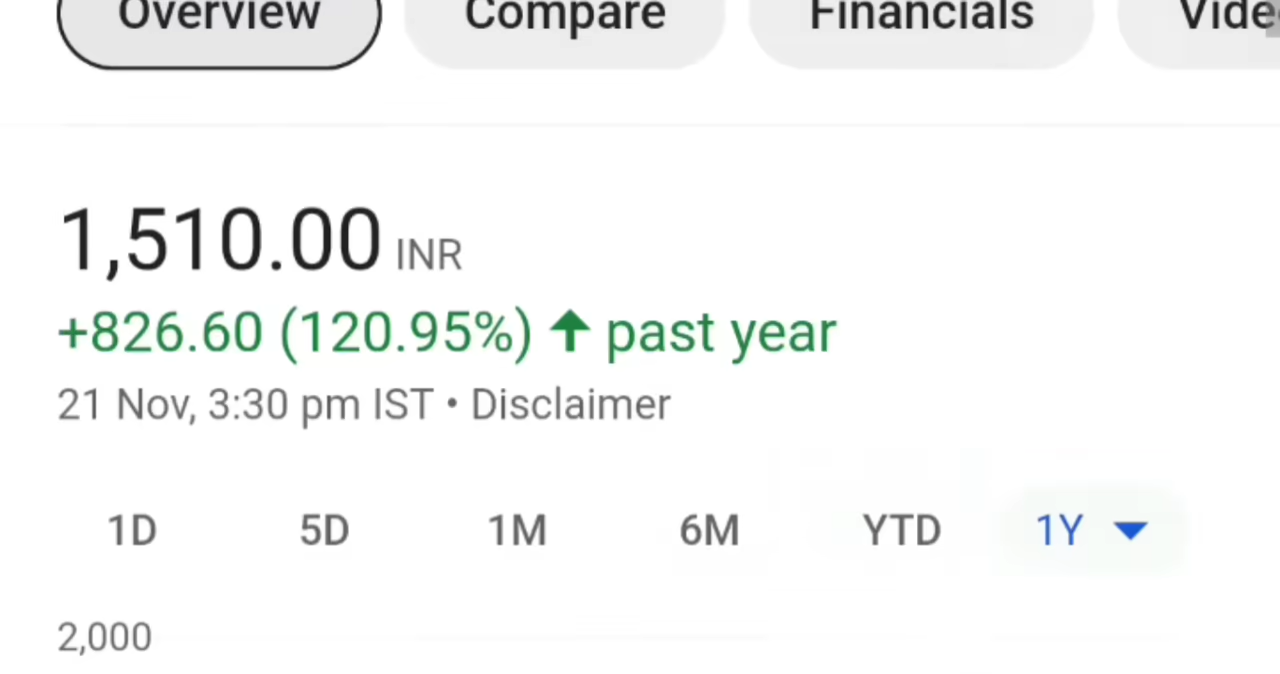 Overview Compare Financials
1,510.00 INR
+826.60 (120.95%) ↑ past year
21 Nov, 3:30 pm IST • Disclaimer
1D 5D 1M 6M YTD 1Y
2,000